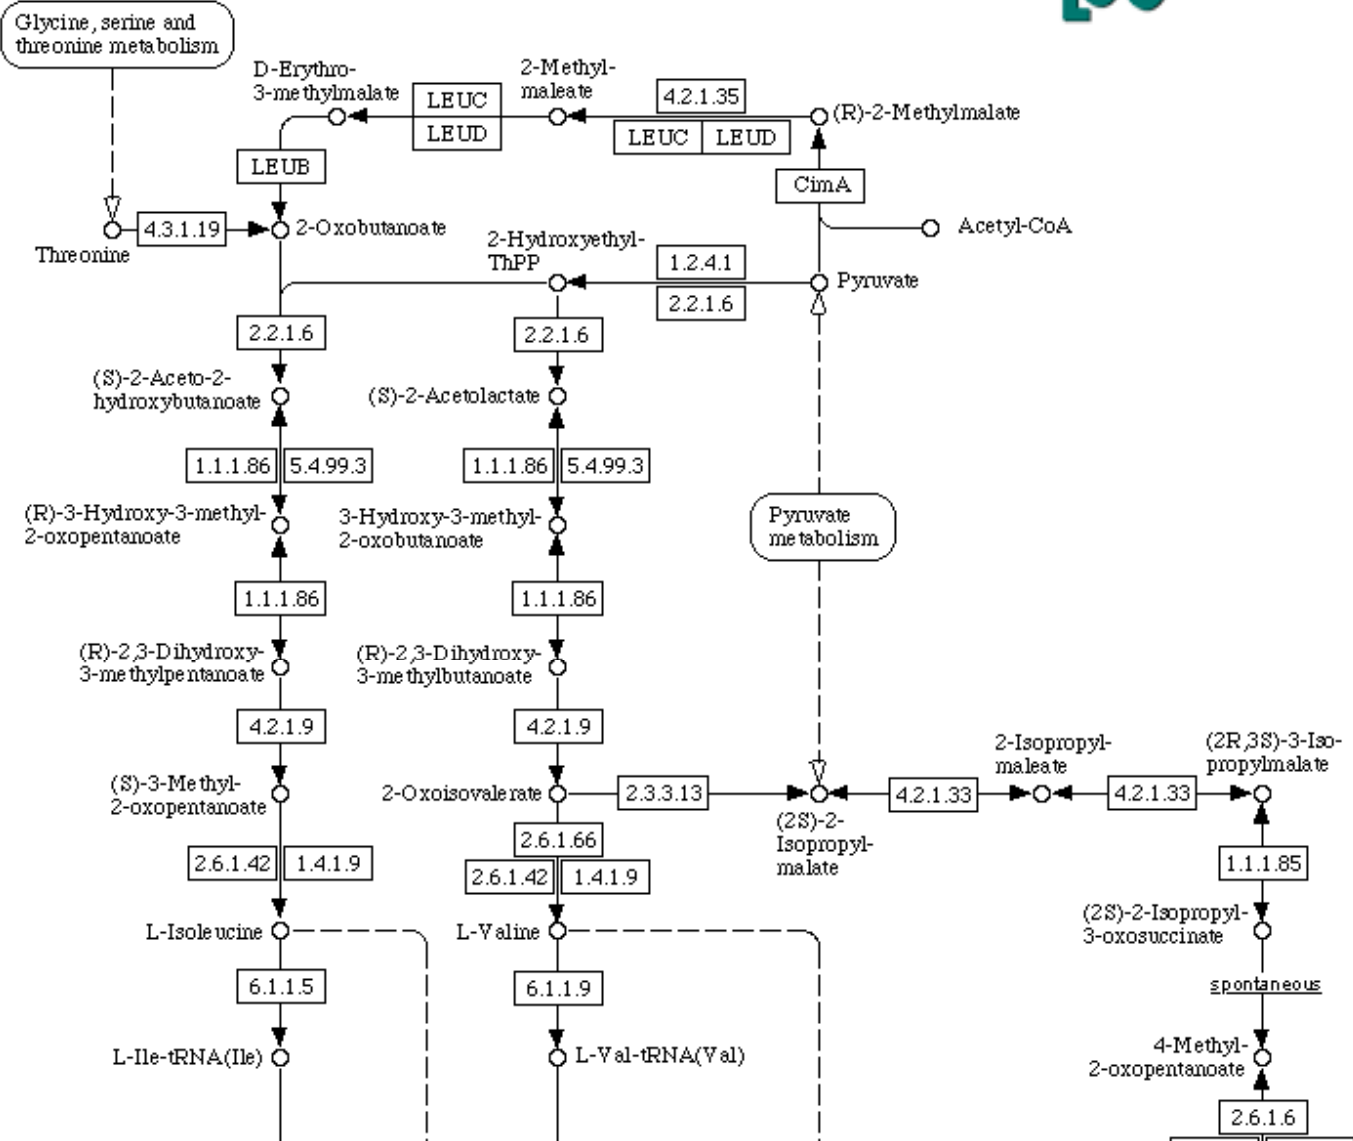 Glycine, serine and
threonine metabolism
D-Erythro-
3-methylmalate
LEUC
LEUD
2-Methyl-
maleate
4.2.1.35
LEUC LEUD
(R)-2-Methylmalate
LEUB
CimA
Threonine
4.3.1.19
2-Oxobutanoate
Acetyl-CoA
2-Hydroxyethyl-
ThPP
1.2.4.1
2.2.1.6
Pyruvate
2.2.1.6
2.2.1.6
(S)-2-Aceto-2-
hydroxybutanoate
(S)-2-Acetolactate
1.1.1.86 5.4.99.3
1.1.1.86 5.4.99.3
(R)-3-Hydroxy-3-methyl-
2-oxopentanoate
3-Hydroxy-3-methyl-
2-oxobutanoate
Pyruvate
metabolism
1.1.1.86
1.1.1.86
(R)-2,3-Dihydroxy-
3-methylpentanoate
(R)-2,3-Dihydroxy-
3-methylbutanoate
4.2.1.9
4.2.1.9
(S)-3-Methyl-
2-oxopentanoate
2-Oxoisovalerate
2.3.3.13
(2S)-2-
Isopropyl-
malate
4.2.1.33
2-Isopropyl-
maleate
4.2.1.33
(2R,3S)-3-Iso-
propylmalate
2.6.1.42 1.4.1.9
2.6.1.66
2.6.1.42 1.4.1.9
1.1.1.85
L-Isoleucine
L-Valine
(2S)-2-Isopropyl-
3-oxosuccinate
6.1.1.5
6.1.1.9
spontaneous
L-Ile-tRNA(Ile)
L-Val-tRNA(Val)
4-Methyl-
2-oxopentanoate
2.6.1.6